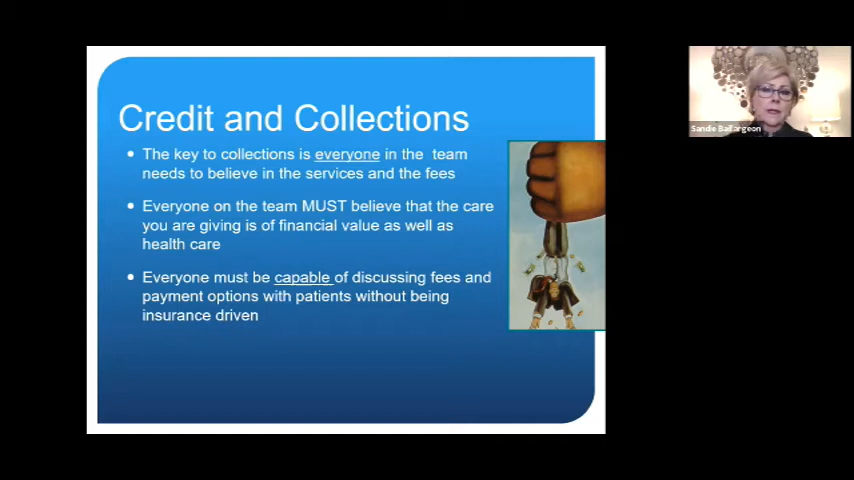 Credit and Collections
• The key to collections is everyone in the team
needs to believe in the services and the fees
• Everyone on the team MUST believe that the care
you are giving is of financial value as well as
health care
• Everyone must be capable of discussing fees and
payment options with patients without being
insurance driven
Sandie Baillargeon